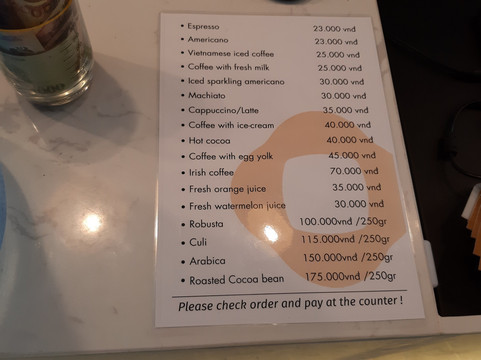 • Espresso 23.000 vnd
• Americano 23.000 vnd
• Vietnamese iced coffee 25.000 vnd
• Coffee with fresh milk 25.000 vnd
• Iced sparkling americano 30.000 vnd
• Machiato 30.000 vnd
• Cappuccino/Latte 35.000 vnd
• Coffee with ice-cream 40.000 vnd
• Hot cocoa 40.000 vnd
• Coffee with egg yolk 45.000 vnd
• Irish coffee 70.000 vnd
• Fresh orange juice 35.000 vnd
• Fresh watermelon juice 30.000 vnd
• Robusta 100.000vnd /250gr
• Culi 115.000vnd /250gr
• Arabica 150.000vnd /250gr
• Roasted Cocoa bean 175.000vnd /250gr
Please check order and pay at the counter !